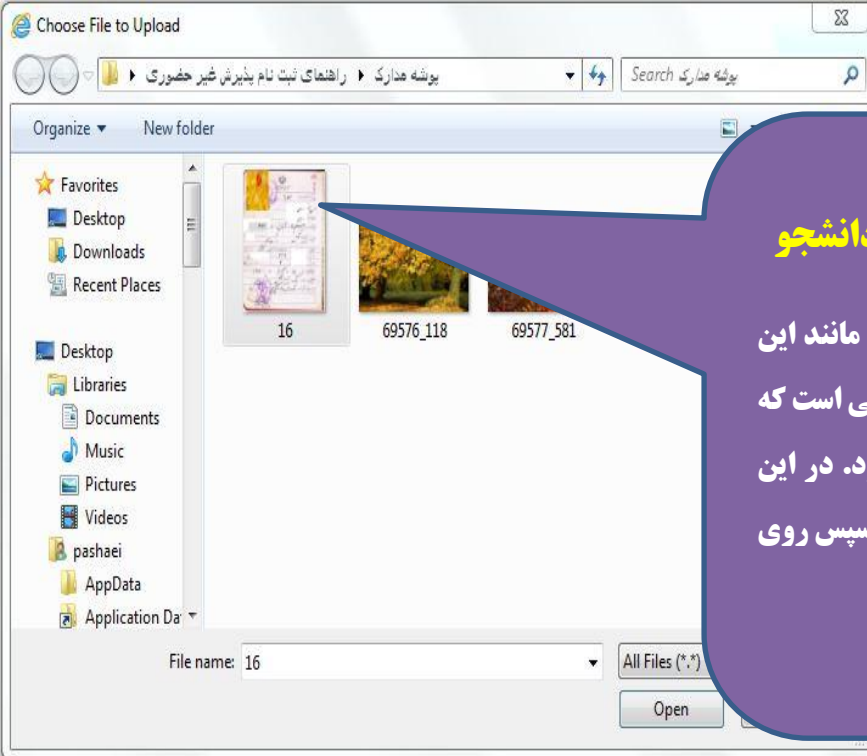 Choose File to Upload
پوشه مدارک ◄ راهنمای ثبت نام پذیرش غیر حضوری ◄
Search پوشه مدارک
Organize ▼ New folder
Favorites
Desktop
Downloads
Recent Places
Desktop
Libraries
Documents
Music
Pictures
Videos
pashaei
AppData
Application Da
16
69576_118
69577_581
دانشجو
مانند این
ی است که
د. در این
سپس روی
File name: 16
All Files (*.*)
Open